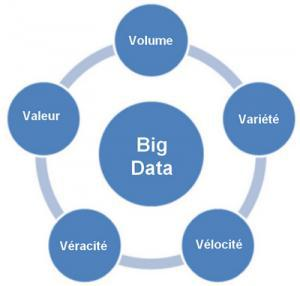 Volume
Valeur
Variété
Big
Data
Véracité
Vélocité